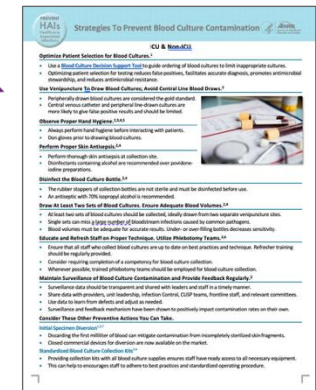 PREVENT
HAIs
Healthcare-
Associated
Infections
Strategies To Prevent Blood Culture Contamination
AHRQ
ICU & Non-ICU
Optimize Patient Selection for Blood Cultures.¹
• Use a Blood Culture Decision Support Tool to guide ordering of blood cultures to limit inappropriate cultures.
• Optimizing patient selection for testing reduces false positives, facilitates accurate diagnosis, promotes antimicrobial
stewardship, and reduces antimicrobial resistance.
Use Venipuncture To Draw Blood Cultures; Avoid Central Line Blood Draws.
• Peripherally drawn blood cultures are considered the gold standard.
• Central venous catheter and peripheral line-drawn cultures are
more likely to give false positive results and should be limited.
Observe Proper Hand Hygiene.
• Always perform hand hygiene before interacting with patients.
• Don gloves prior to drawing blood cultures.
Perform Proper Skin Antisepsis.
• Perform thorough skin antisepsis at collection site.
• Disinfectants containing alcohol are recommended over povidone-
iodine preparations.
Disinfect the Blood Culture Bottle.
• The rubber stoppers of collection bottles are not sterile and must be disinfected before use.
• An antiseptic with 70% isopropyl alcohol is recommended.
Draw At Least Two Sets of Blood Cultures. Ensure Adequate Blood Volumes.
• At least two sets of blood cultures should be collected, ideally drawn from two separate venipuncture sites.
• Single sets can miss a large number of bloodstream infections caused by common pathogens.
• Blood volumes must be adequate for accurate results. Under- or over-filling bottles decreases sensitivity.
Educate and Refresh Staff on Proper Technique. Utilize Phlebotomy Teams.
• Ensure that all staff who collect blood cultures are up to date on best practices and technique. Refresher training
should be regularly provided.
• Consider requiring completion of a competency for blood culture collection.
• Whenever possible, trained phlebotomy teams should be employed for blood culture collection.
Maintain Surveillance of Blood Culture Contamination and Provide Feedback Regularly.
• Surveillance data should be transparent and shared with leaders and staff in a timely manner.
• Share data with providers, unit leadership, Infection Control, CUSP teams, frontline staff, and relevant committees.
• Use data to learn from defects and adjust as needed.
• Surveillance and feedback mechanism have been shown to positively impact contamination rates on their own.
Consider These Other Preventive Actions You Can Take.
Initial Specimen Diversion
• Discarding the first milliliter of blood can mitigate contamination from incompletely sterilized skin fragments.
• Closed commercial devices for diversion are now available on the market.
Standardized Blood Culture Collection Kits
• Providing collection kits with all blood culture supplies ensures staff have ready access to all necessary equipment.
• This can help to encourage staff to adhere to best practices and standardized operating procedure.